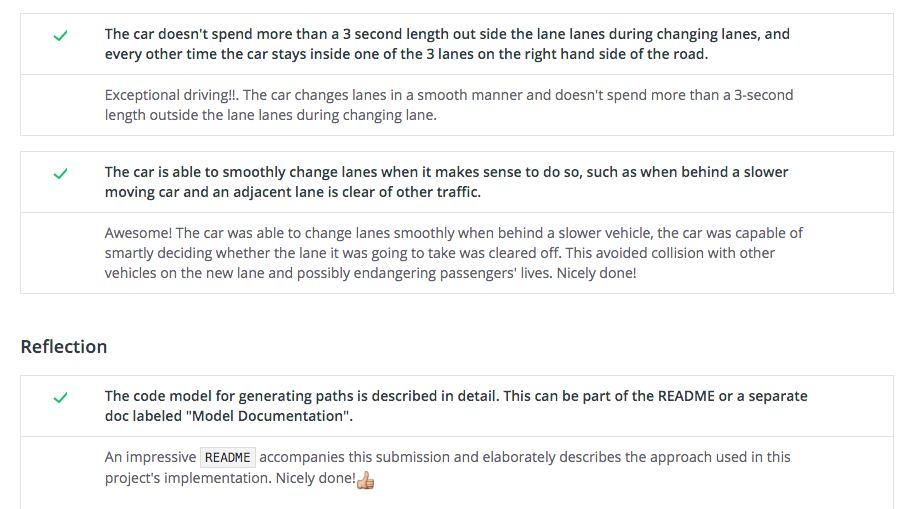 The car doesn't spend more than a 3 second length out side the lane lanes during changing lanes, and
every other time the car stays inside one of the 3 lanes on the right hand side of the road.
Exceptional driving!!. The car changes lanes in a smooth manner and doesn't spend more than a 3-second
length outside the lane lanes during changing lane.
The car is able to smoothly change lanes when it makes sense to do so, such as when behind a slower
moving car and an adjacent lane is clear of other traffic.
Awesome! The car was able to change lanes smoothly when behind a slower vehicle, the car was capable of
smartly deciding whether the lane it was going to take was cleared off. This avoided collision with other
vehicles on the new lane and possibly endangering passengers' lives. Nicely done!
Reflection
The code model for generating paths is described in detail. This can be part of the README or a separate
doc labeled "Model Documentation".
An impressive README accompanies this submission and elaborately describes the approach used in this
project's implementation. Nicely done!👍